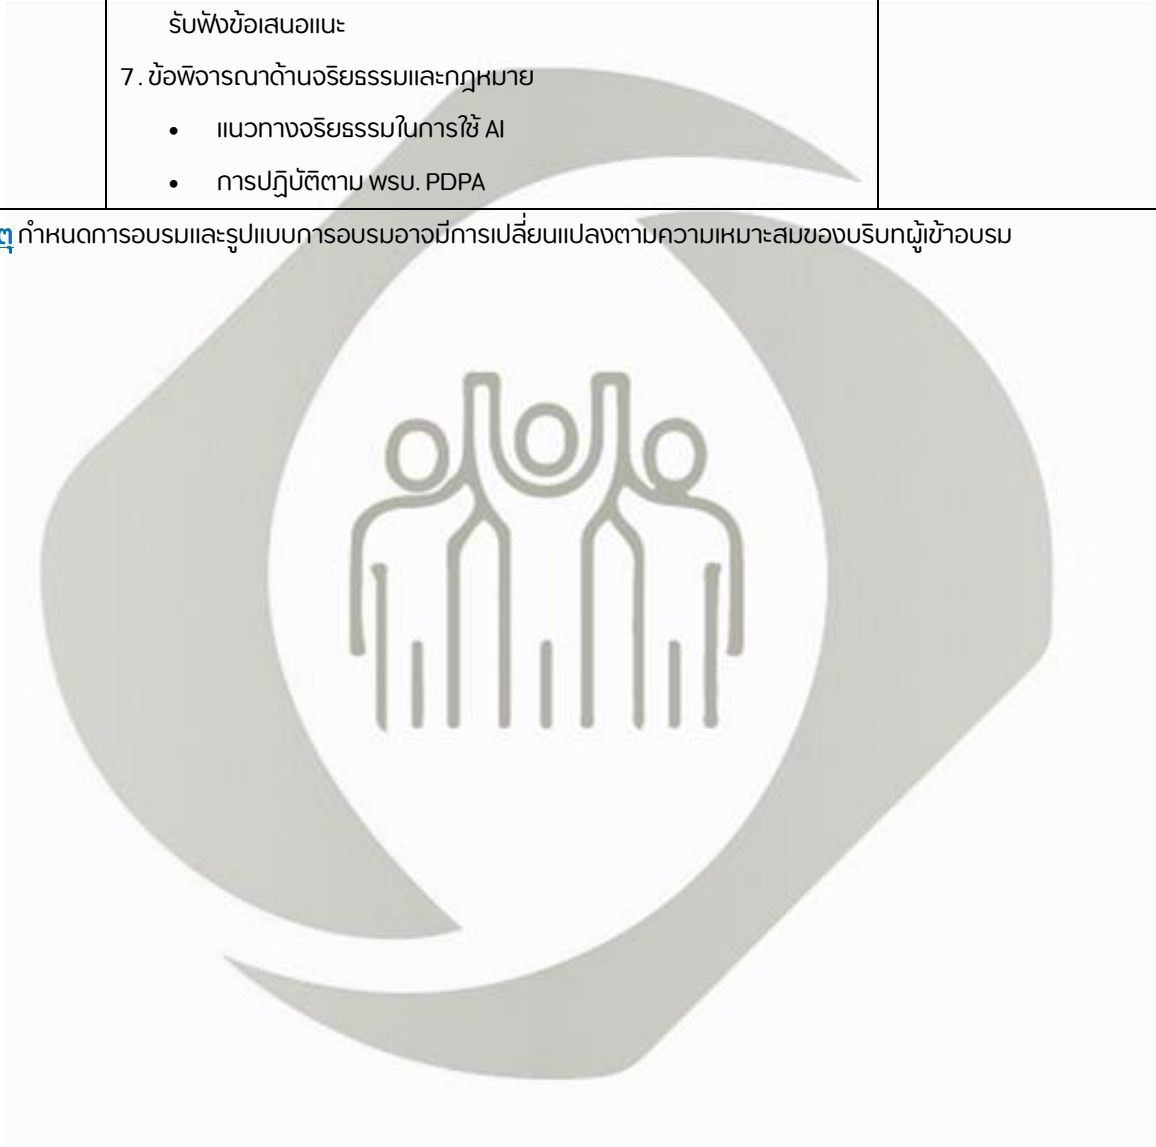 รับฟังข้อเสนอแนะ
7. ข้อพิจารณาด้านจริยธรรมและกฎหมาย
• แนวทางจริยธรรมในการใช้ AI
• การปฏิบัติตาม พรบ. PDPA
กำหนดการอบรมและรูปแบบการอบรมอาจมีการเปลี่ยนแปลงตามความเหมาะสมของบริบทผู้เข้าอบรม